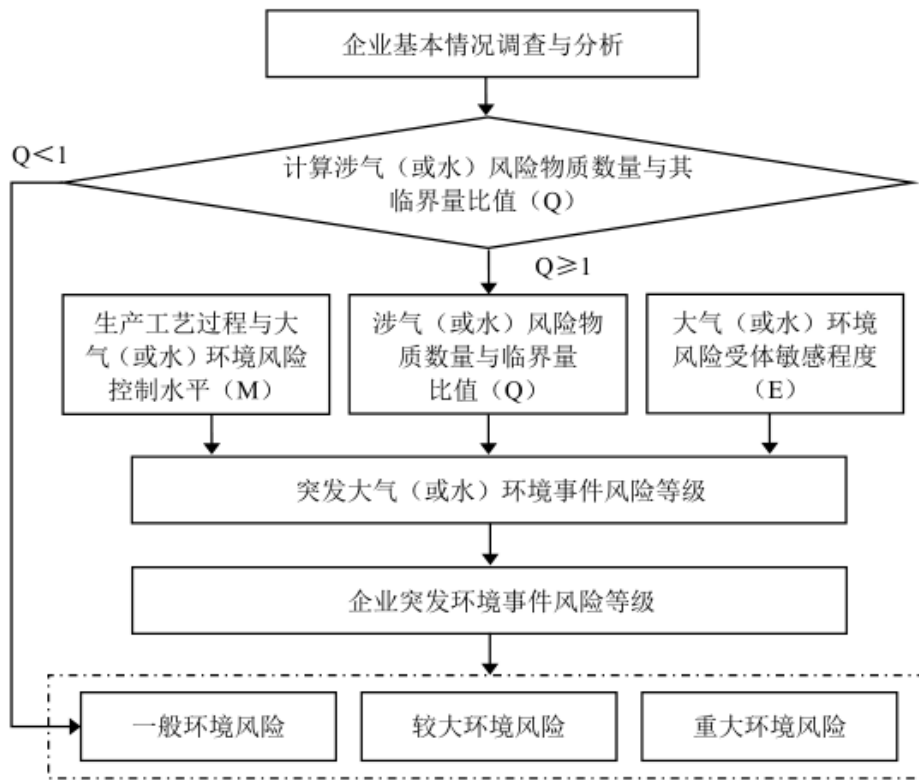 企业基本情况调查与分析
Q＜1
计算涉气（或水）风险物质数量与其
临界量比值（Q）
Q≥1
生产工艺过程与大
气（或水）环境风险
控制水平（M）
涉气（或水）风险物
质数量与临界量
比值（Q）
大气（或水）环境
风险受体敏感程度
（E）
突发大气（或水）环境事件风险等级
企业突发环境事件风险等级
一般环境风险
较大环境风险
重大环境风险